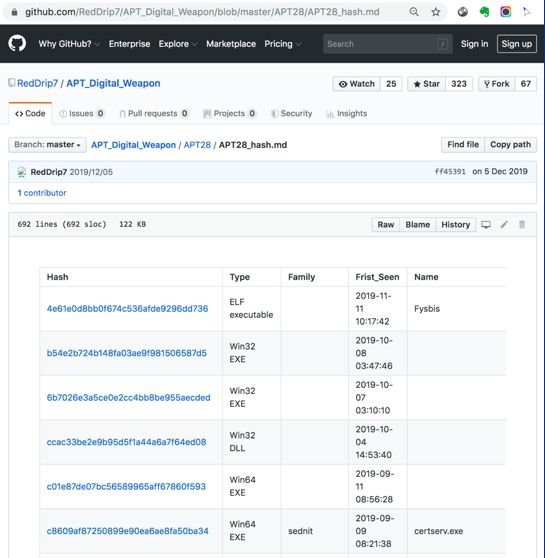 github.com/RedDrip7/APT_Digital_Weapon/blob/master/APT28/APT28_hash.md
Why GitHub? Enterprise Explore Marketplace Pricing Search / Sign in Sign up
RedDrip7 / APT_Digital_Weapon Watch 25 Star 323 Fork 67
Code Issues 0 Pull requests 0 Projects 0 Security Insights
Branch: master APT_Digital_Weapon / APT28 / APT28_hash.md Find file Copy path
RedDrip7 2019/12/05 ff45391 on 5 Dec 2019
1 contributor
692 lines (692 sloc) 122 KB Raw Blame History
Hash Type Family Frist_Seen Name
4e61e0d8bb0f674c536afde9296dd736 ELF executable 2019-11-11 10:17:42 Fysbis
b54e2b724b148fa03ae9f981506587d5 Win32 EXE 2019-10-08 03:47:46
6b7026e3a5ce0e2cc4bb8be955aecded Win32 EXE 2019-10-07 03:10:10
ccac33be2e9b95d5f1a44a6a7f64ed08 Win32 DLL 2019-10-04 14:53:40
c01e87de07bc56589965aff67860f593 Win64 EXE 2019-09-11 08:56:28
c8609af87250899e90ea6ae8fa50ba34 Win64 EXE sednit 2019-09-09 08:21:38 certserv.exe